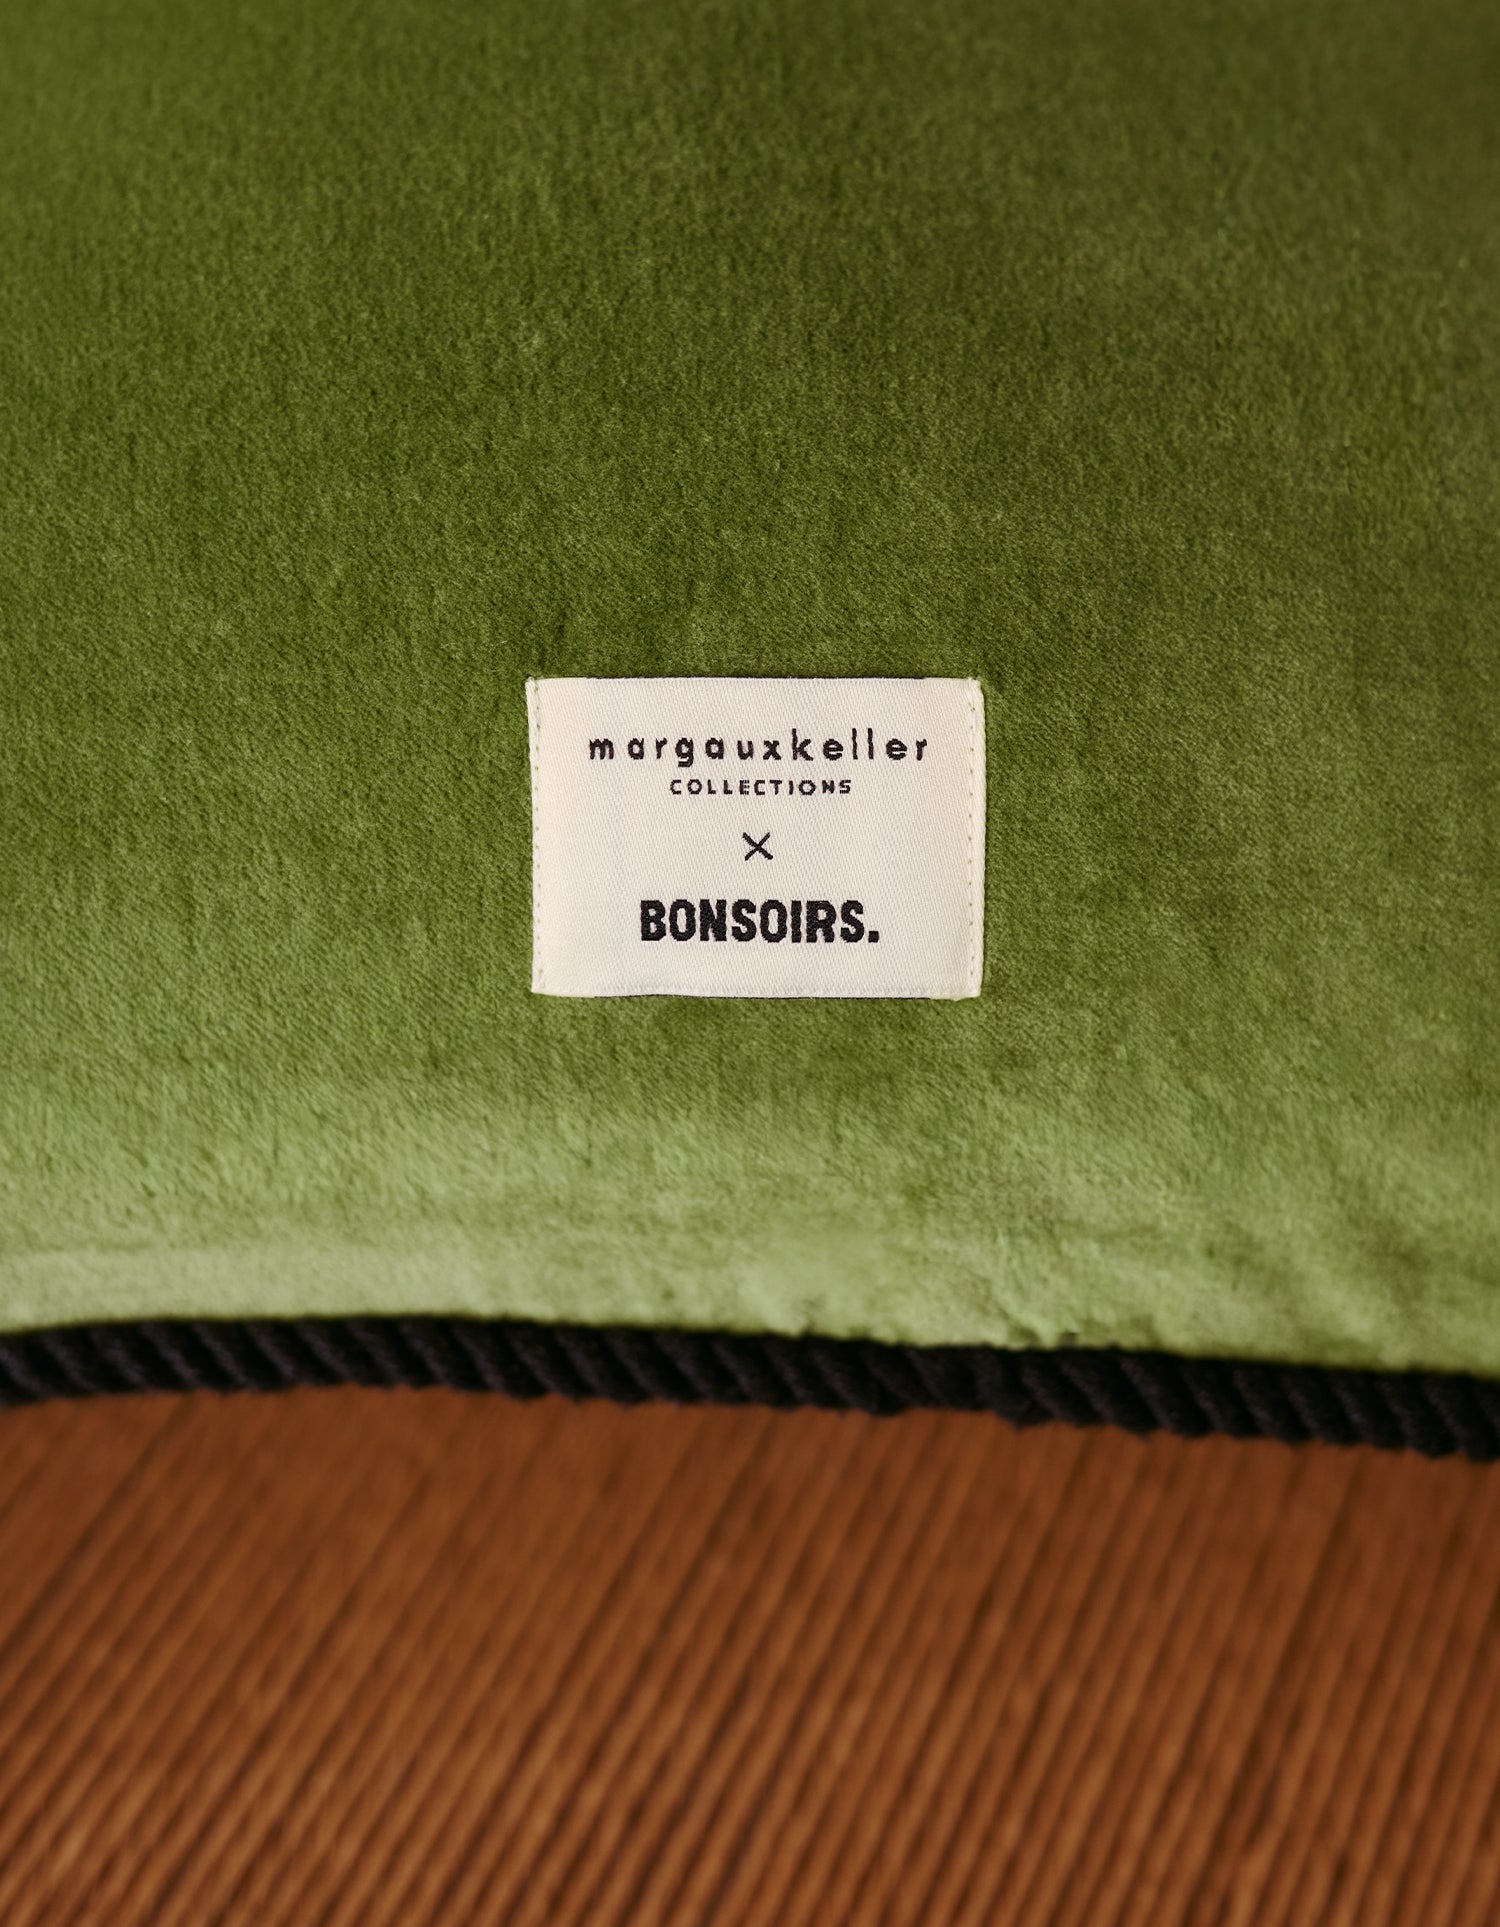 margauxkeller
COLLECTIONS
X
BONSOIRS.